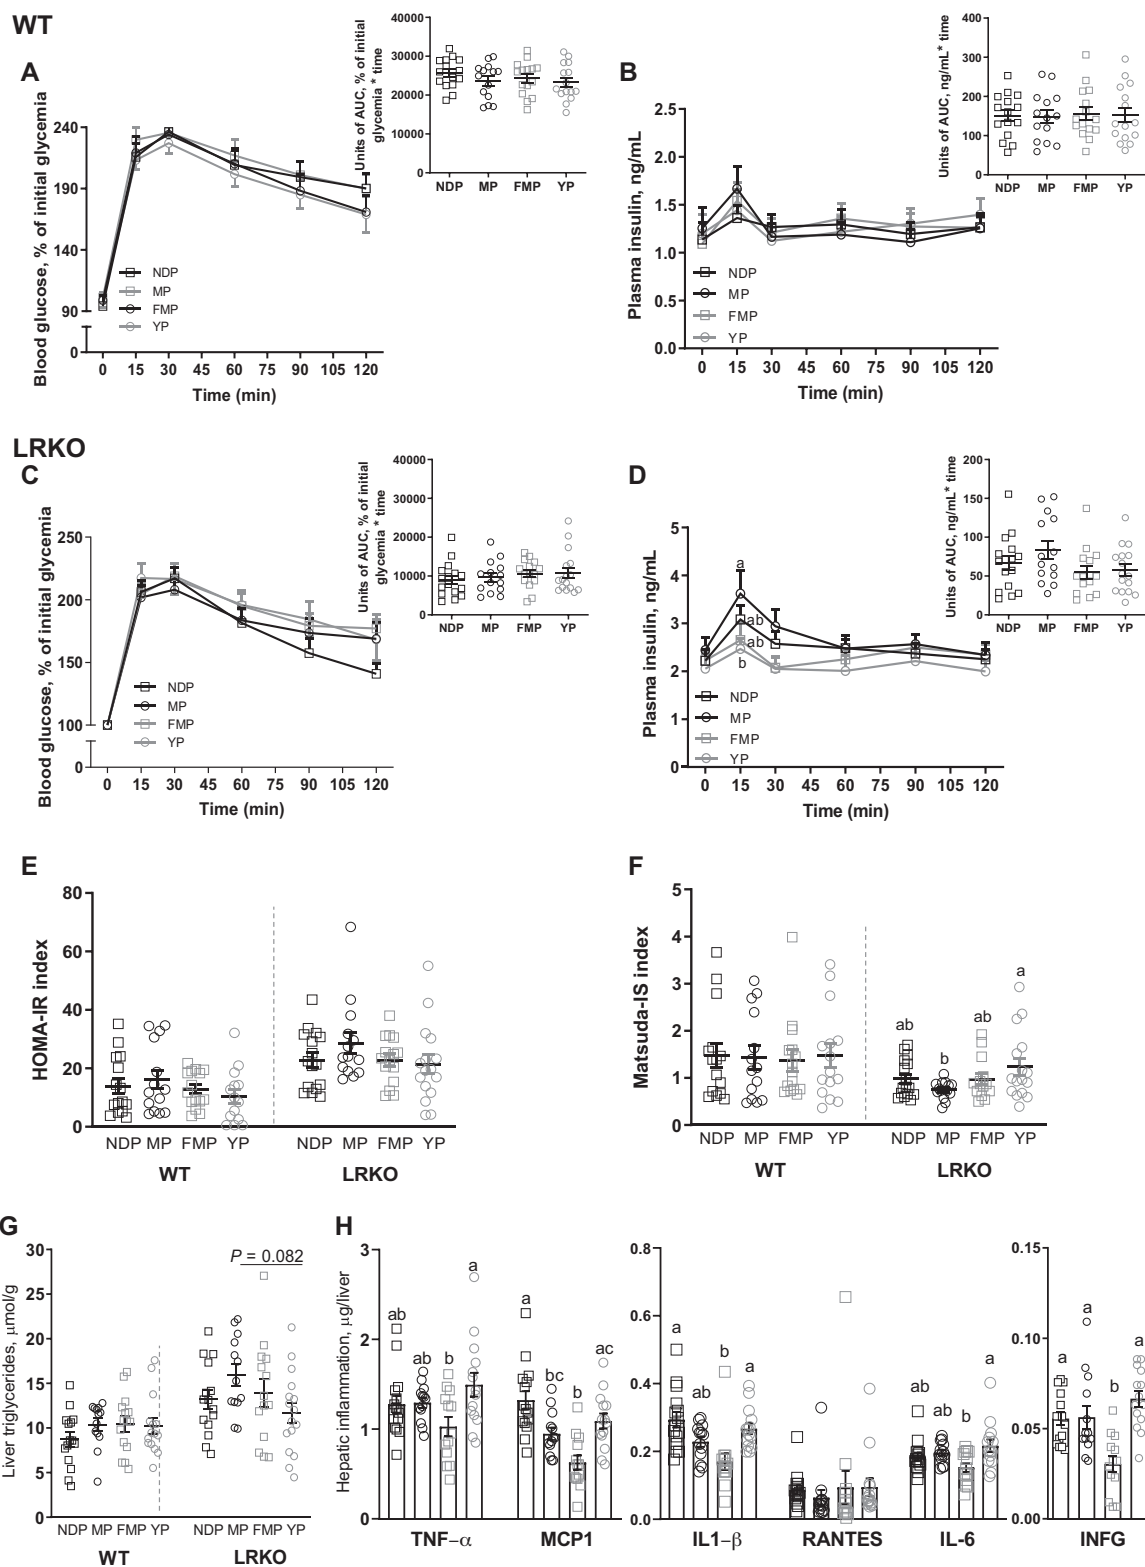 WT
A
Units of AUC, % of initial
glycemia * time
40000
30000
20000
10000
0
NDP MP FMP YP
Blood glucose, % of initial glycemia
240
190
140
90
0
NDP
MP
FMP
YP
0 15 30 45 60 75 90 105 120
Time (min)
B
Units of AUC, ng/mL* time
400
300
200
100
0
NDP MP FMP YP
Plasma insulin, ng/mL
2.5
2.0
1.5
1.0
0.5
0.0
NDP
MP
FMP
YP
0 15 30 45 60 75 90 105 120
Time (min)
LRKO
C
Units of AUC, % of initial
glycemia * time
40000
30000
20000
10000
0
NDP MP FMP YP
Blood glucose, % of initial glycemia
250
200
150
100
0
NDP
MP
FMP
YP
0 15 30 45 60 75 90 105 120
Time (min)
D
Units of AUC, ng/mL* time
200
150
100
50
0
NDP MP FMP YP
Plasma insulin, ng/mL
5
4
3
2
1
0
a
ab
ab
b
NDP
MP
FMP
YP
0 15 30 45 60 75 90 105 120
Time (min)
E
HOMA-IR index
80
60
40
20
0
NDP MP FMP YP NDP MP FMP YP
WT LRKO
F
Matsuda-IS index
5
4
3
2
1
0
ab b ab a
NDP MP FMP YP NDP MP FMP YP
WT LRKO
G
Liver triglycerides, μmol/g
30
25
20
15
10
5
0
P = 0.082
NDP MP FMP YP NDP MP FMP YP
WT LRKO
H
Hepatic inflammation, μg/liver
3
2
1
0
ab ab b a
a bc b ac
TNF−α MCP1
0.8
0.6
0.4
0.2
0.0
a ab b a
ab ab b a
IL1−β RANTES IL-6
0.15
0.10
0.05
0.00
a a b a
INFG